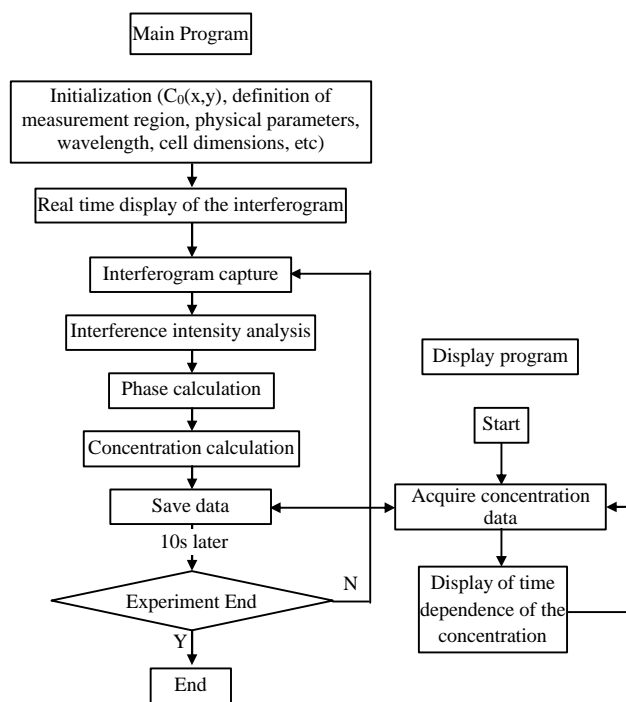 Main Program
Initialization (C₀(x,y), definition of
measurement region, physical parameters,
wavelength, cell dimensions, etc)
Real time display of the interferogram
Interferogram capture
Interference intensity analysis
Phase calculation
Concentration calculation
Save data
10s later
Experiment End
N
Y
End
Display program
Start
Acquire concentration
data
Display of time
dependence of the
concentration